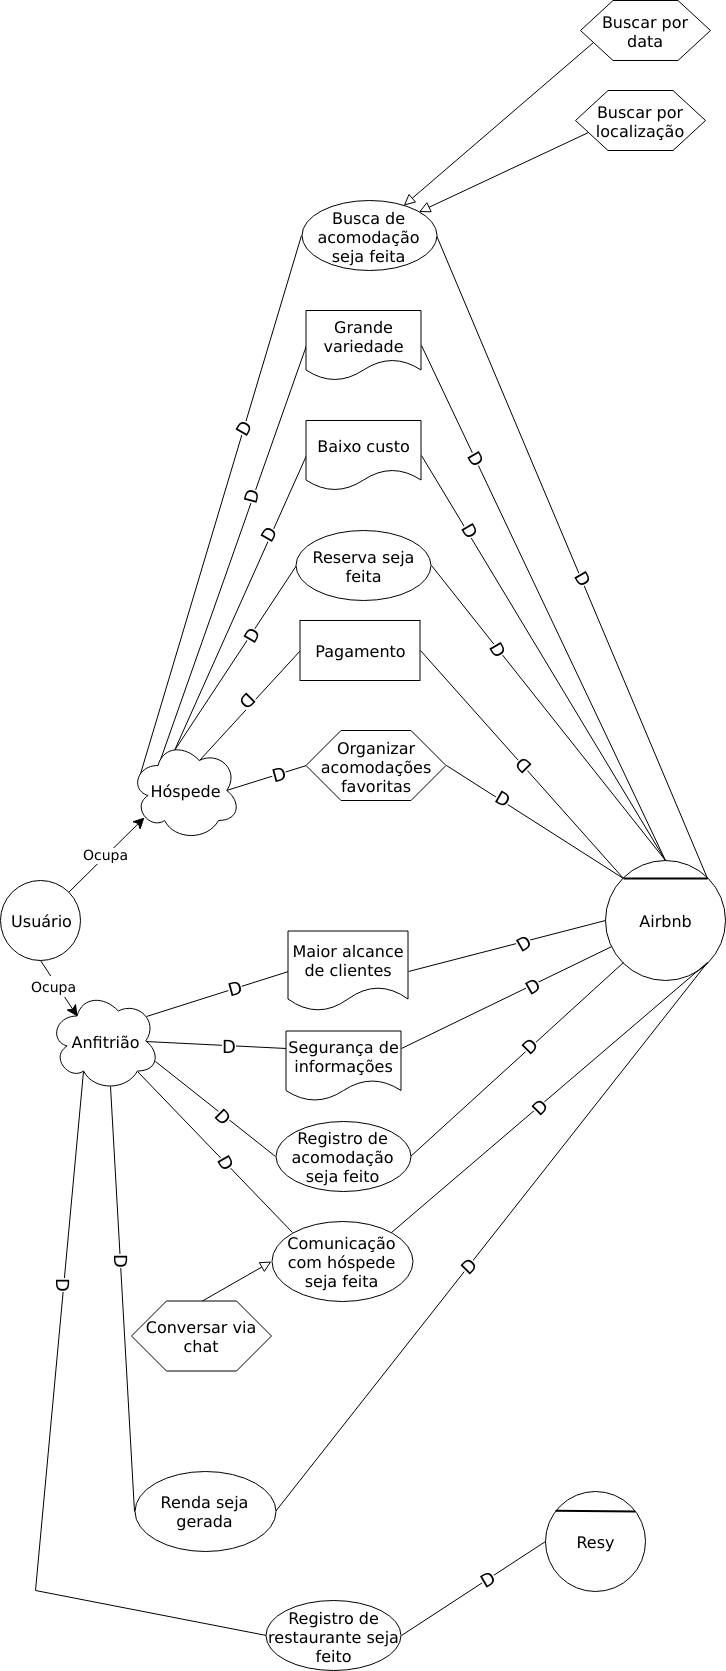 Buscar por
data
Buscar por
localização
Busca de
acomodação
seja feita
Grande
variedade
D
Baixo custo
D
D
D
D
Reserva seja
feita
D
D
D
Pagamento
D
D
Organizar
acomodações
favoritas
D
D
D
Hóspede
Ocupa
Usuário
Airbnb
Ocupa
Maior alcance
de clientes
D
D
D
Anfitrião
Segurança de
informações
D
D
D
Registro de
acomodação
seja feito
D
D
D
Comunicação
com hóspede
seja feita
D
D
D
Conversar via
chat
Renda seja
gerada
Resy
D
Registro de
restaurante seja
feito